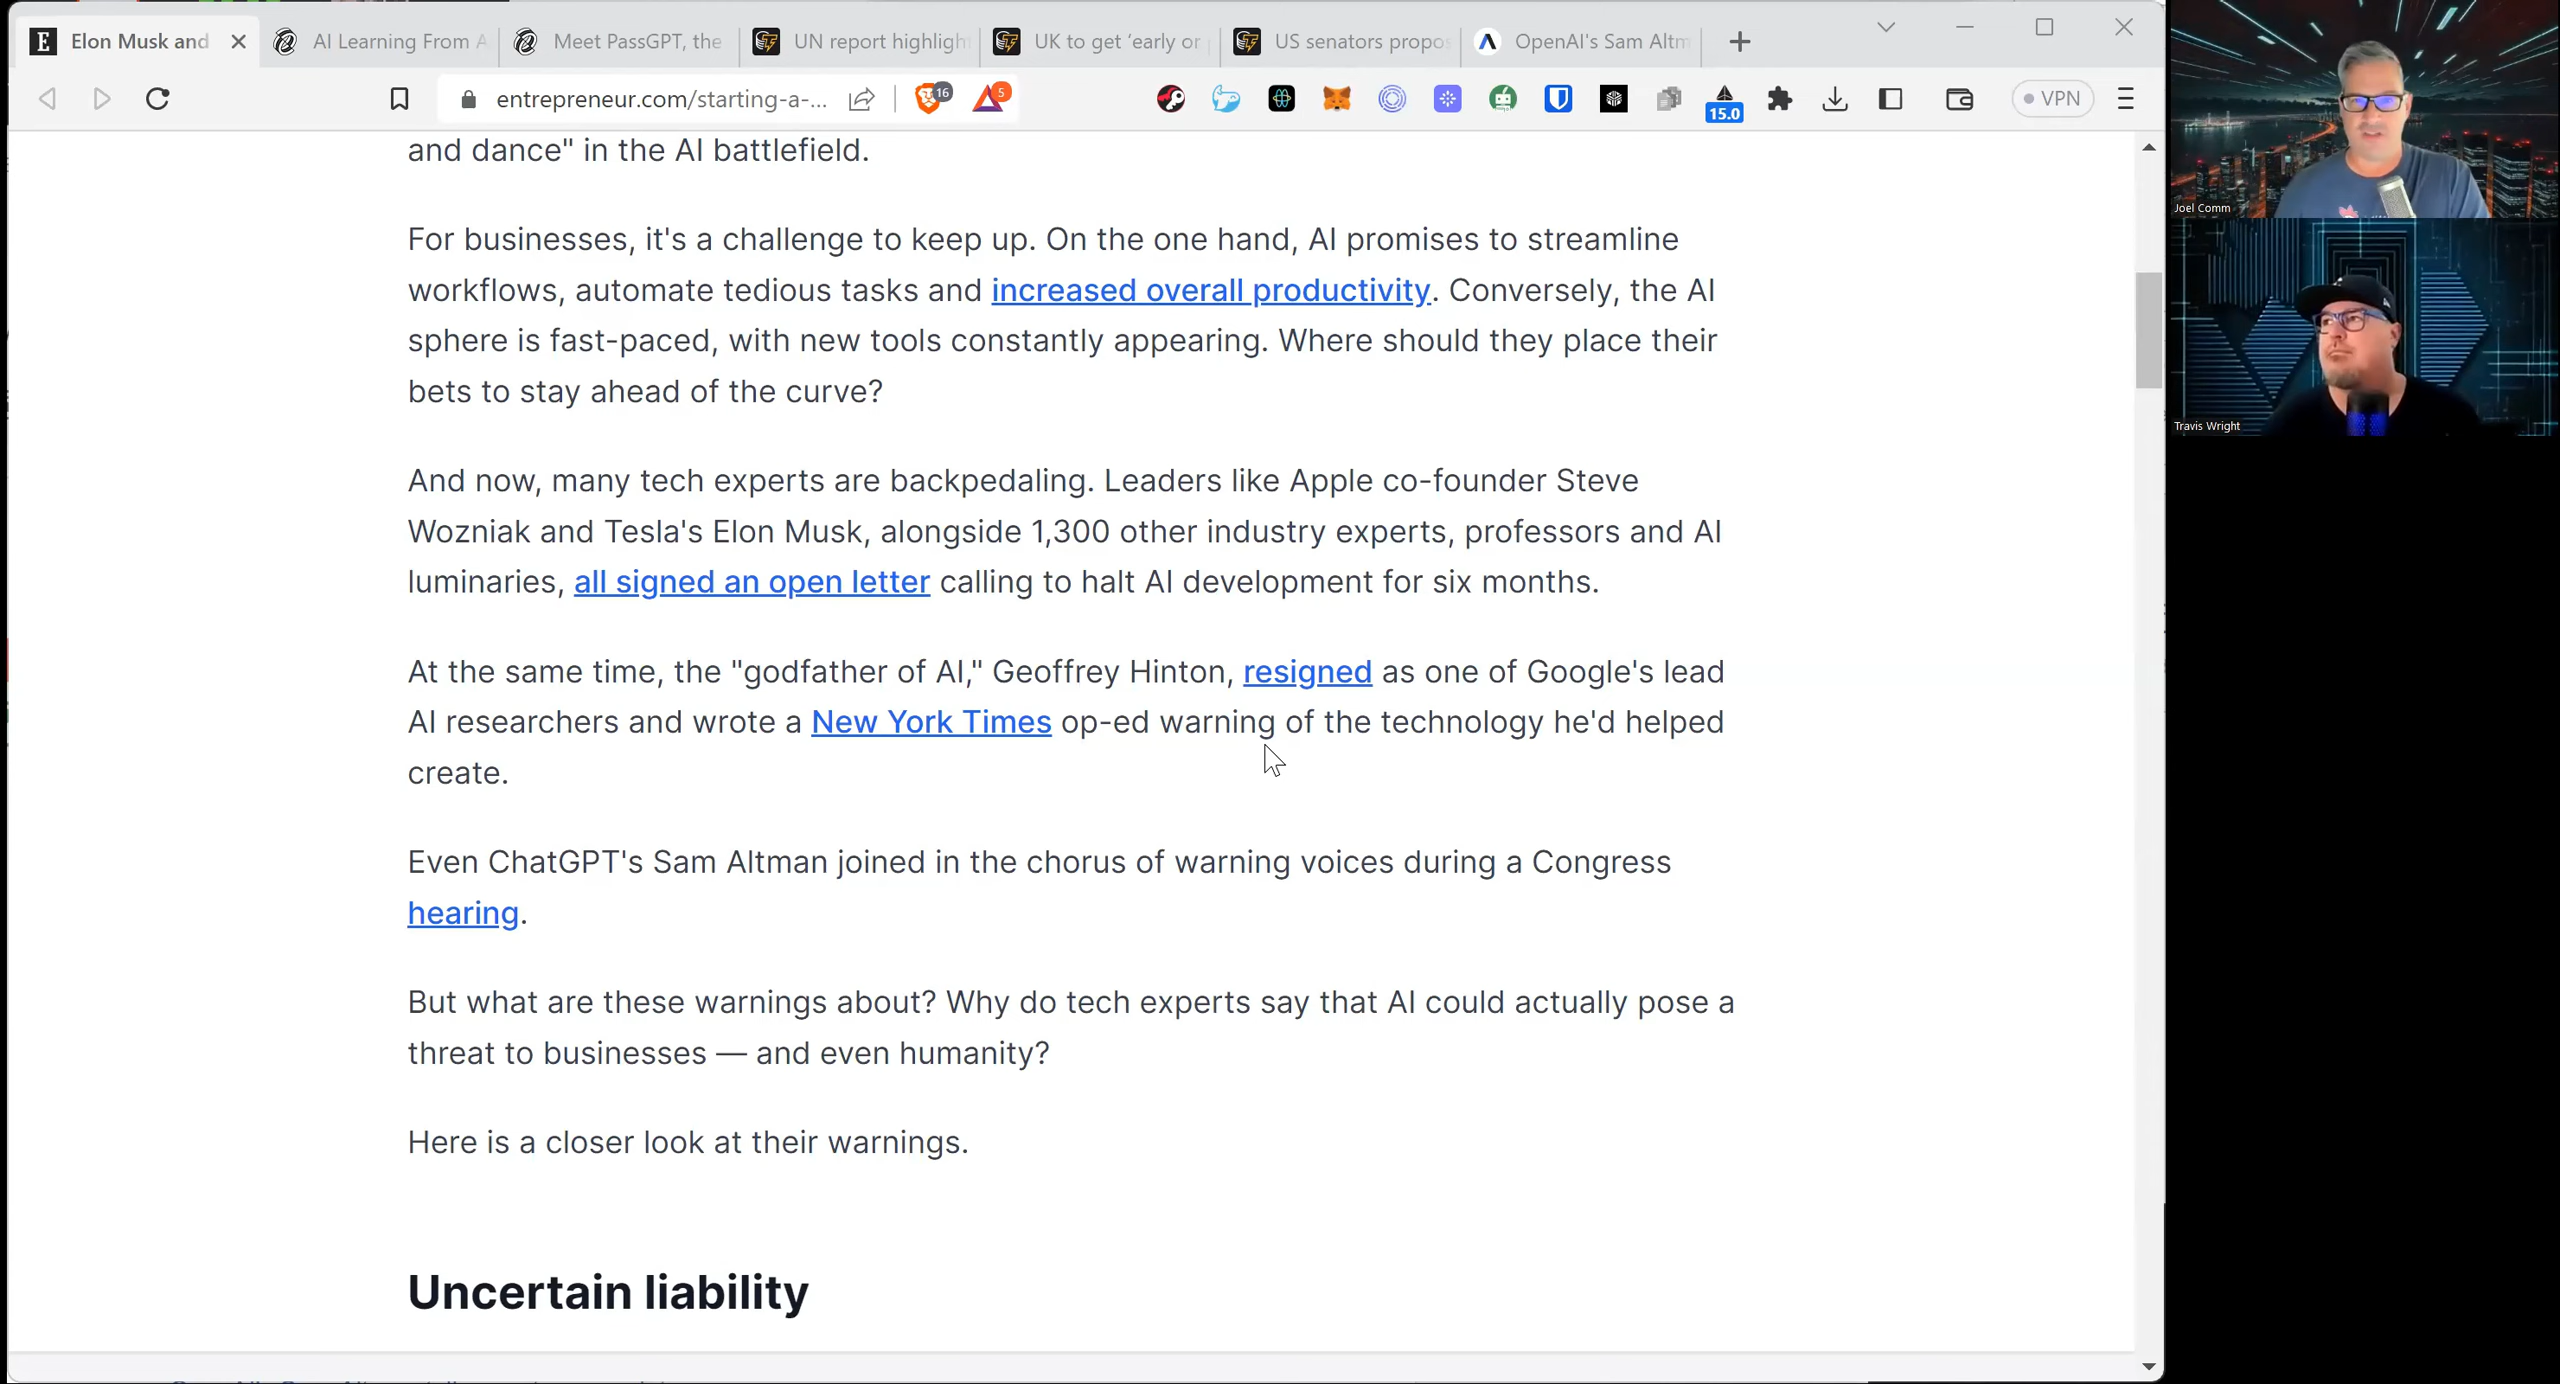 Elon Musk and
AI Learning From A
Meet PassGPT, the
UN report highligh
UK to get ‘early or
US senators propos
OpenAI's Sam Altm
entrepreneur.com/starting-a-...
16
5
15.0
VPN
and dance" in the AI battlefield.
For businesses, it's a challenge to keep up. On the one hand, AI promises to streamline
workflows, automate tedious tasks and increased overall productivity. Conversely, the AI
sphere is fast-paced, with new tools constantly appearing. Where should they place their
bets to stay ahead of the curve?
And now, many tech experts are backpedaling. Leaders like Apple co-founder Steve
Wozniak and Tesla's Elon Musk, alongside 1,300 other industry experts, professors and AI
luminaries, all signed an open letter calling to halt AI development for six months.
At the same time, the "godfather of AI," Geoffrey Hinton, resigned as one of Google's lead
AI researchers and wrote a New York Times op-ed warning of the technology he'd helped
create.
Even ChatGPT's Sam Altman joined in the chorus of warning voices during a Congress
hearing.
But what are these warnings about? Why do tech experts say that AI could actually pose a
threat to businesses — and even humanity?
Here is a closer look at their warnings.
Uncertain liability
Joel Comm
Travis Wright